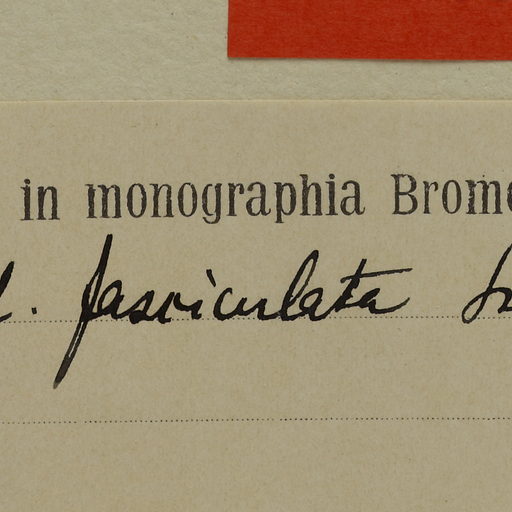 in monographia Brome
l. fasciculata